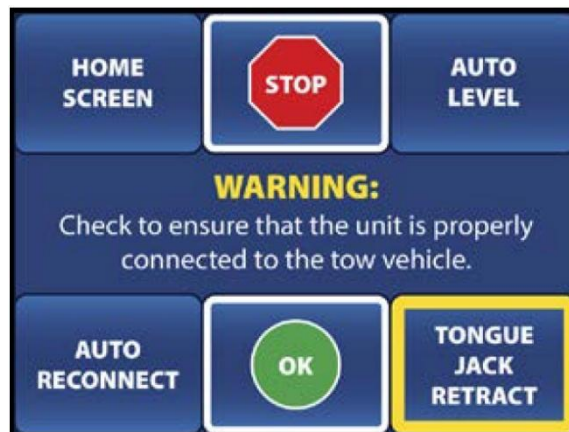 HOME
SCREEN
STOP
AUTO
LEVEL
WARNING:
Check to ensure that the unit is properly
connected to the tow vehicle.
AUTO
RECONNECT
OK
TONGUE
JACK
RETRACT